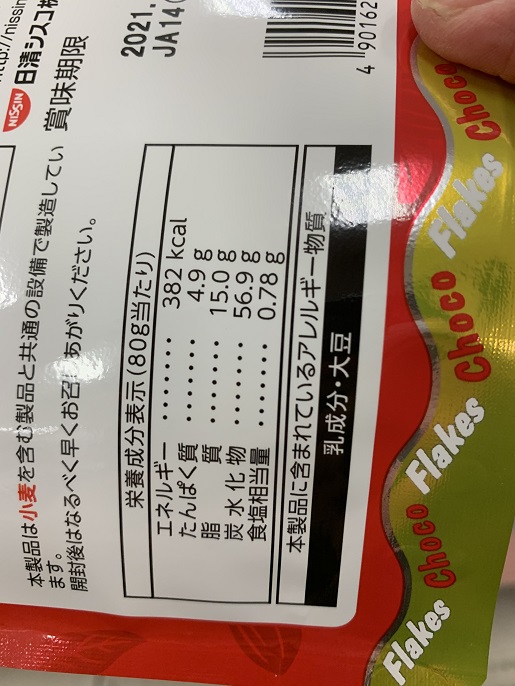 日清シスコ
NISSIN
賞味期限
2021.
JA14
4 90162
本製品は小麦を含む製品と共通の設備で製造してい
ます。
開封後はなるべく早くお召しあがりください。
栄養成分表示(80g当たり)
エネルギー ‥‥‥‥ 382 kcal
たんぱく質 ‥‥‥‥ 4.9 g
脂質 ‥‥‥‥ 15.0 g
炭水化物 ‥‥‥‥ 56.9 g
食塩相当量 ‥‥‥‥ 0.78 g
本製品に含まれているアレルギー物質
乳成分・大豆
Flakes Choco Flakes Choco Flakes Choco